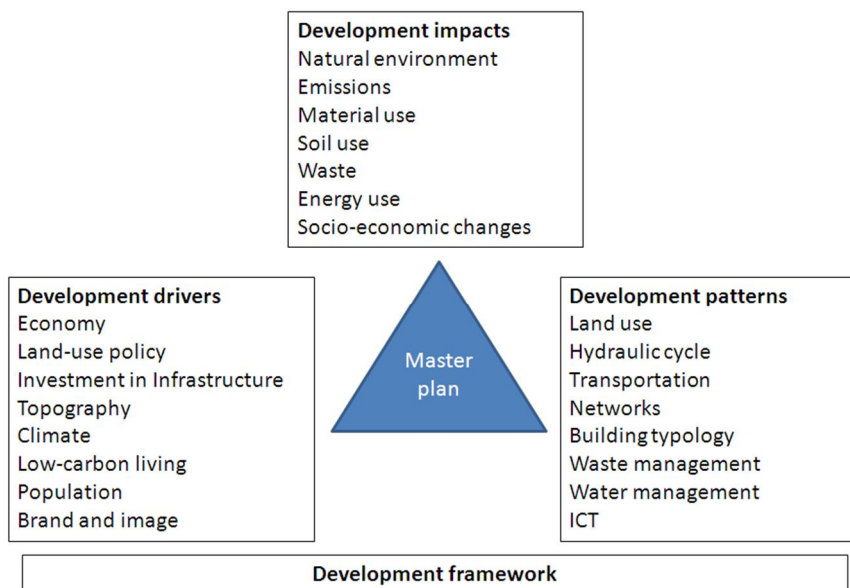 Development impacts
Natural environment
Emissions
Material use
Soil use
Waste
Energy use
Socio-economic changes
Development drivers
Economy
Land-use policy
Investment in Infrastructure
Topography
Climate
Low-carbon living
Population
Brand and image
Master
plan
Development patterns
Land use
Hydraulic cycle
Transportation
Networks
Building typology
Waste management
Water management
ICT
Development framework